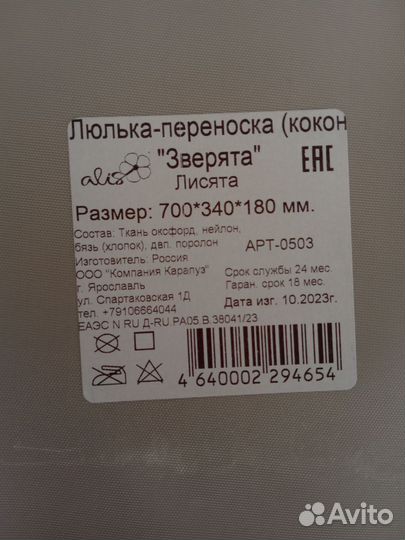 Люлька-переноска (кокон
alis
"Зверята"
EAC
Лисята
Размер: 700*340*180 мм.
Состав: Ткань оксфорд, нейлон,
бязь (хлопок), двп, поролон
АРТ-0503
Изготовитель: Россия
ООО "Компания Карапуз"
г. Ярославль
ул. Спартаковская 1Д
тел. +79106664044
ЕАЭС N RU Д-RU.РА05.В.38041/23
Срок службы 24 мес.
Гаран. срок 18 мес.
Дата изг. 10.2023г.
4 640002 294654
Avito